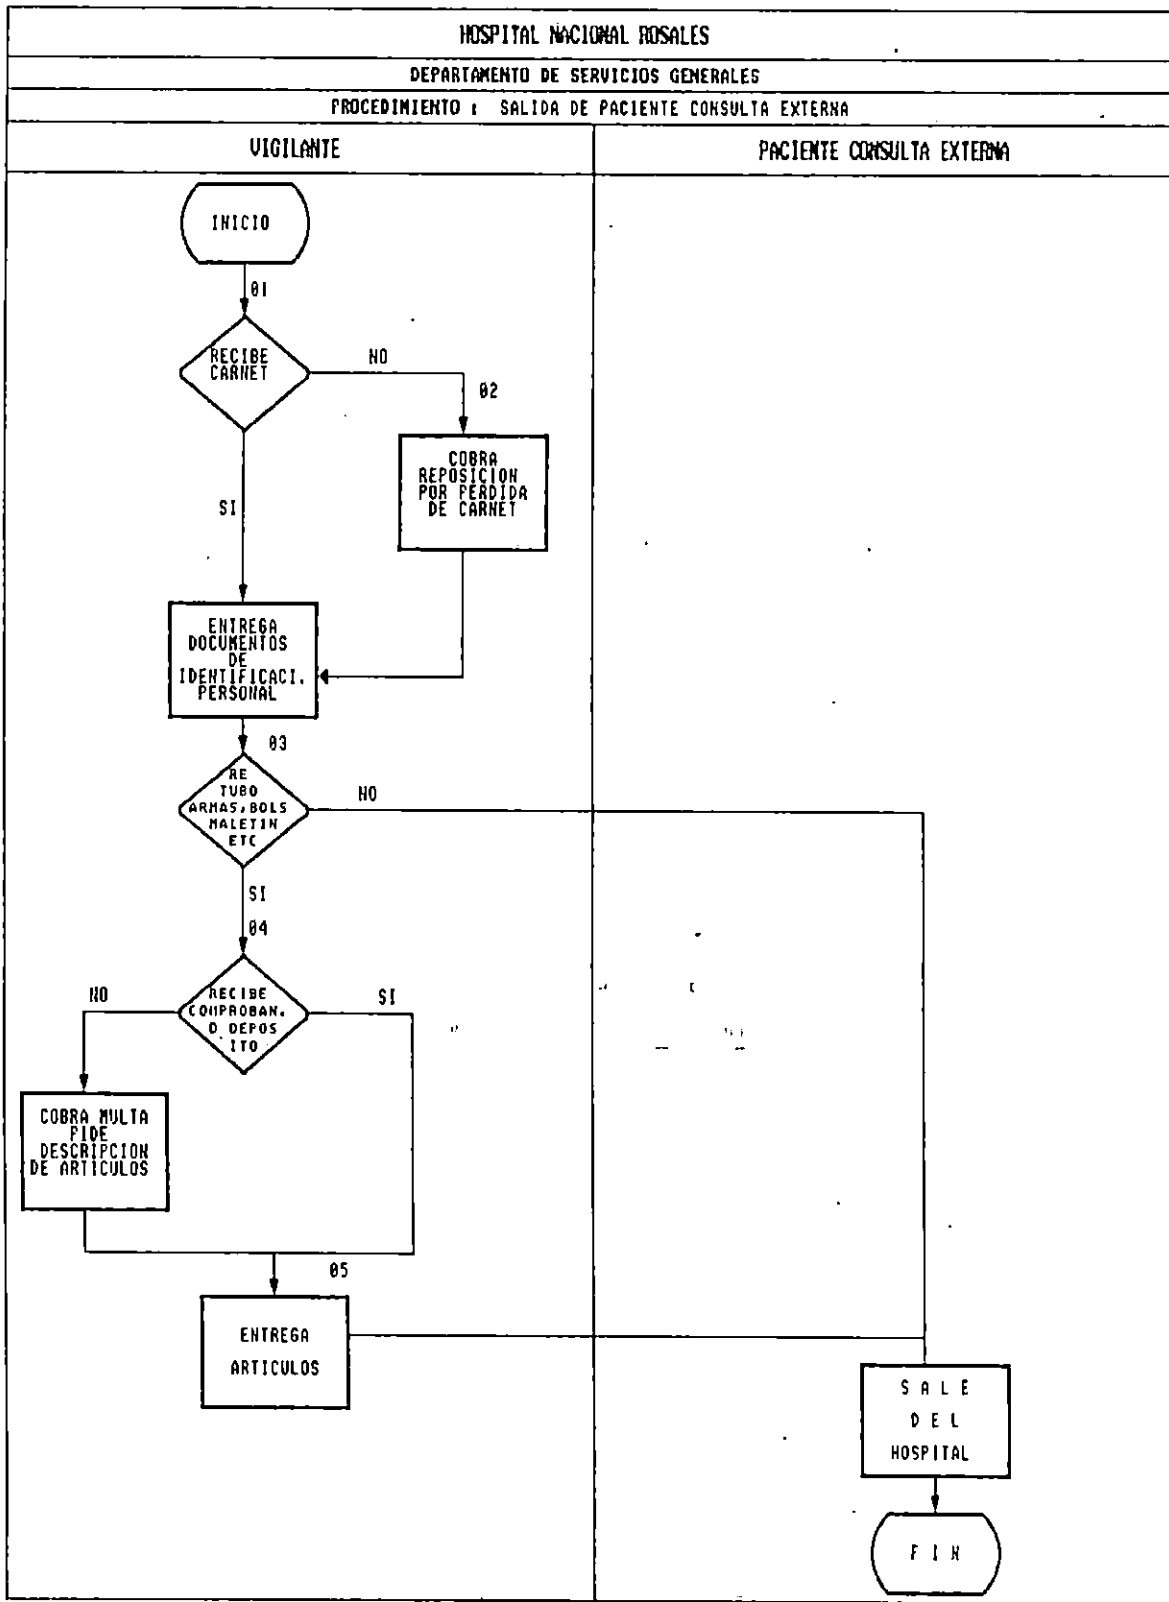 HOSPITAL NACIONAL ROSALES
DEPARTAMENTO DE SERVICIOS GENERALES
PROCEDIMIENTO : SALIDA DE PACIENTE CONSULTA EXTERNA
VIGILANTE
PACIENTE CONSULTA EXTERNA
INICIO
01
RECIBE
CARNET
NO
02
COBRA
REPOSICION
POR PERDIDA
DE CARNET
SI
ENTREGA
DOCUMENTOS
DE
IDENTIFICACI.
PERSONAL
03
RE
TUBO
ARMAS,BOLS
MALETIN
ETC
NO
SI
04
RECIBE
COMPROBAN.
D DEPOS
ITO
NO
SI
COBRA MULTA
PIDE
DESCRIPCION
DE ARTICULOS
05
ENTREGA
ARTICULOS
S A L E
D E L
HOSPITAL
F I N